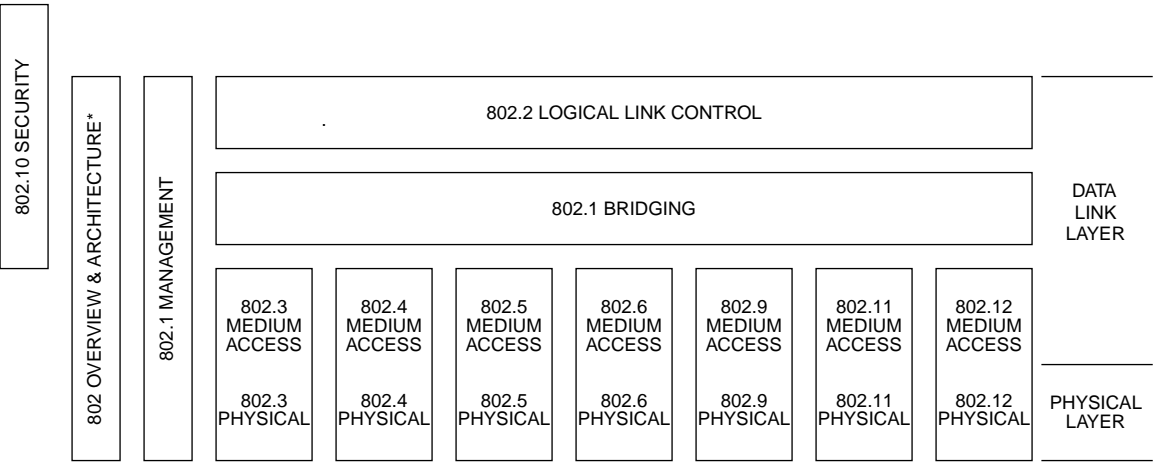 802.10 SECURITY
802 OVERVIEW & ARCHITECTURE*
802.1 MANAGEMENT
802.2 LOGICAL LINK CONTROL
.
802.1 BRIDGING
802.3
MEDIUM
ACCESS
802.3
PHYSICAL
802.4
MEDIUM
ACCESS
802.4
PHYSICAL
802.5
MEDIUM
ACCESS
802.5
PHYSICAL
802.6
MEDIUM
ACCESS
802.6
PHYSICAL
802.9
MEDIUM
ACCESS
802.9
PHYSICAL
802.11
MEDIUM
ACCESS
802.11
PHYSICAL
802.12
MEDIUM
ACCESS
802.12
PHYSICAL
DATA
LINK
LAYER
PHYSICAL
LAYER